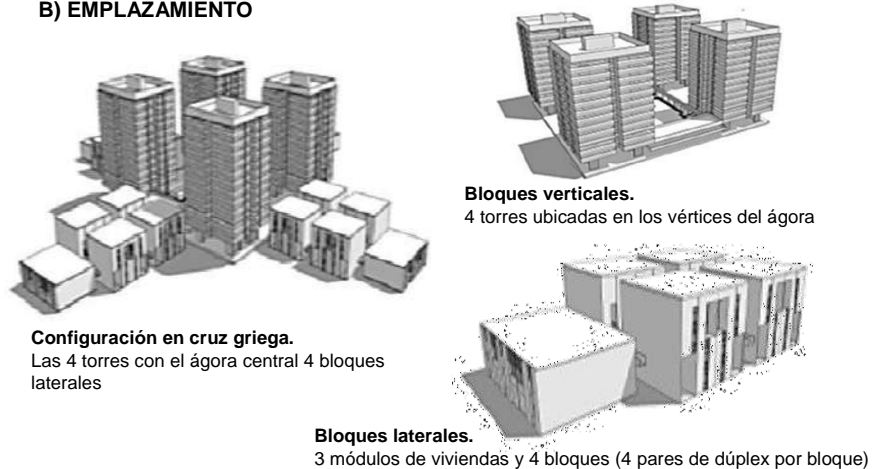 B) EMPLAZAMIENTO
Bloques verticales.
4 torres ubicadas en los vértices del ágora
Configuración en cruz griega.
Las 4 torres con el ágora central 4 bloques
laterales
Bloques laterales.
3 módulos de viviendas y 4 bloques (4 pares de dúplex por bloque)